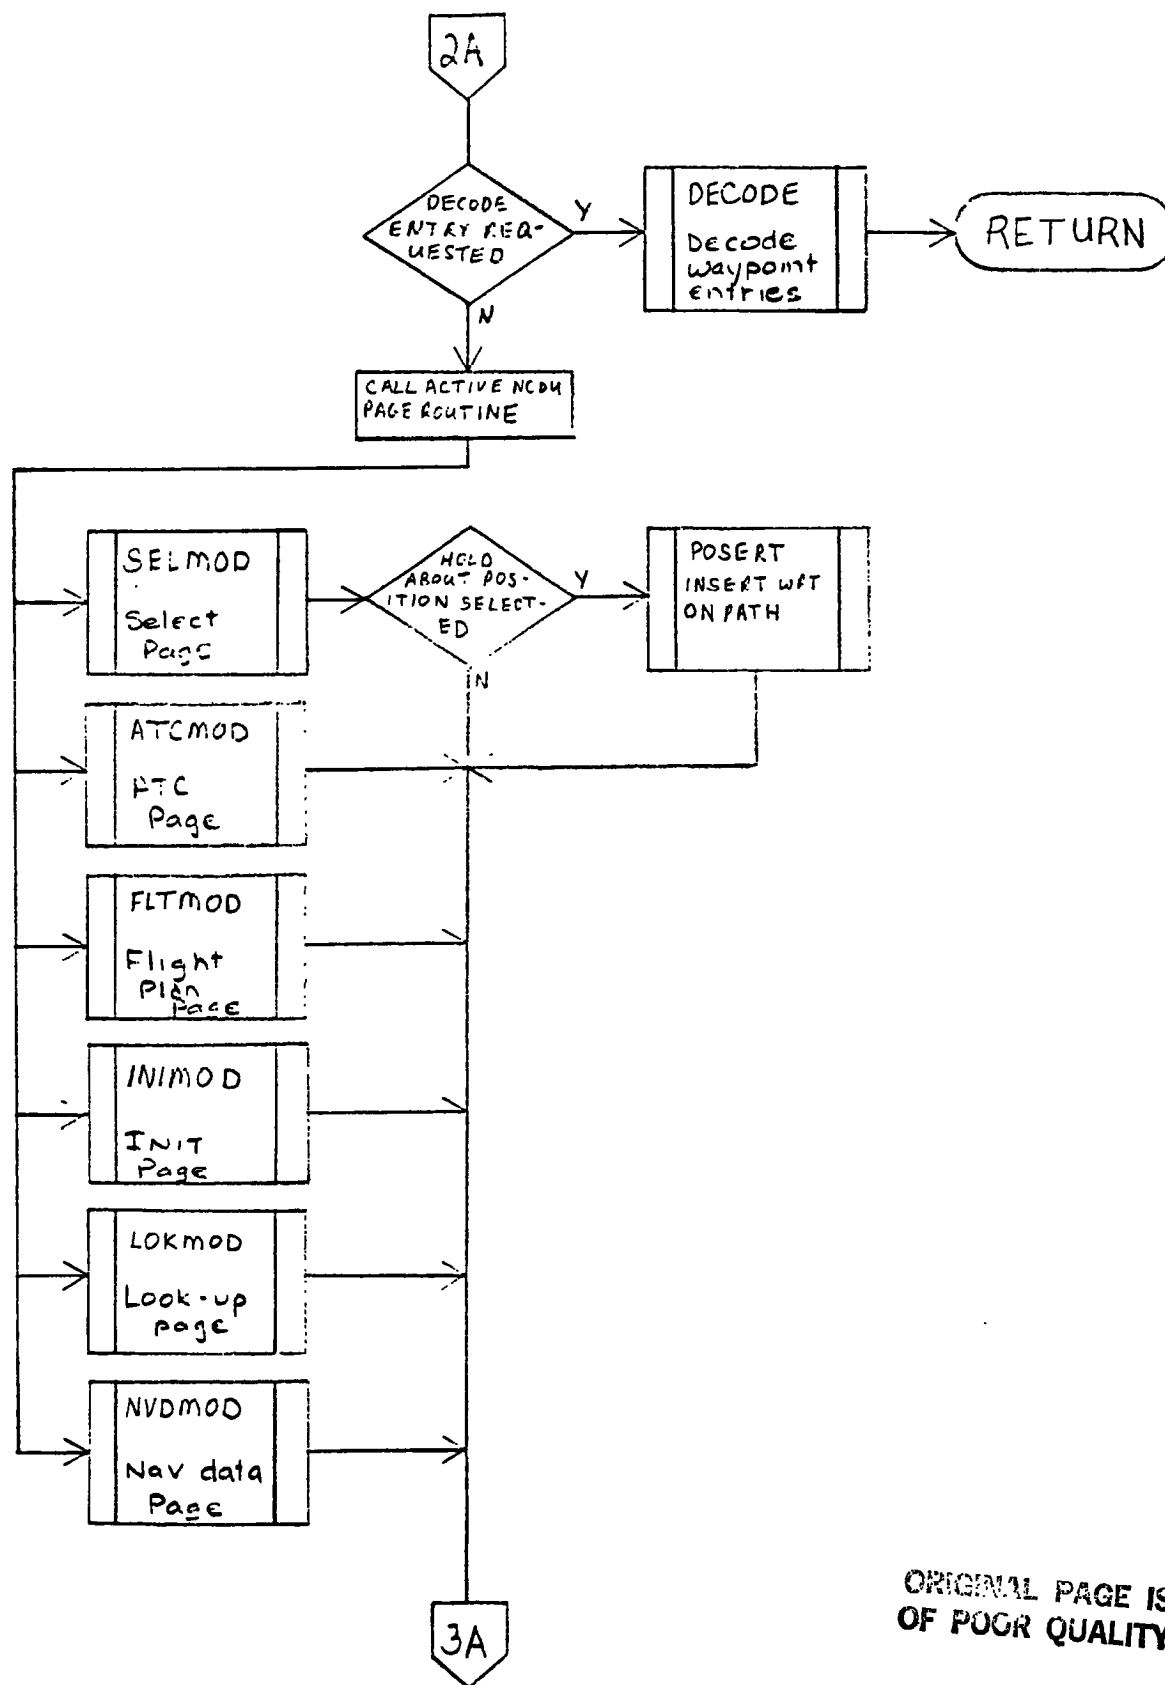 2A
DECODE
ENTRY REQ-
UESTED
Y
N
DECODE
Decode
waypoint
entries
RETURN
CALL ACTIVE NCDU
PAGE ROUTINE
SELMOD
Select
Page
HOLD
ABOUT POS-
ITION SELECT-
ED
Y
N
POSERT
INSERT WPT
ON PATH
ATCMOD
ATC
Page
FLTMOD
Flight
Plan
Page
INIMOD
INIT
Page
LOKMOD
Look-up
page
NVDMOD
Nav data
Page
3A
ORIGINAL PAGE IS
OF POOR QUALITY